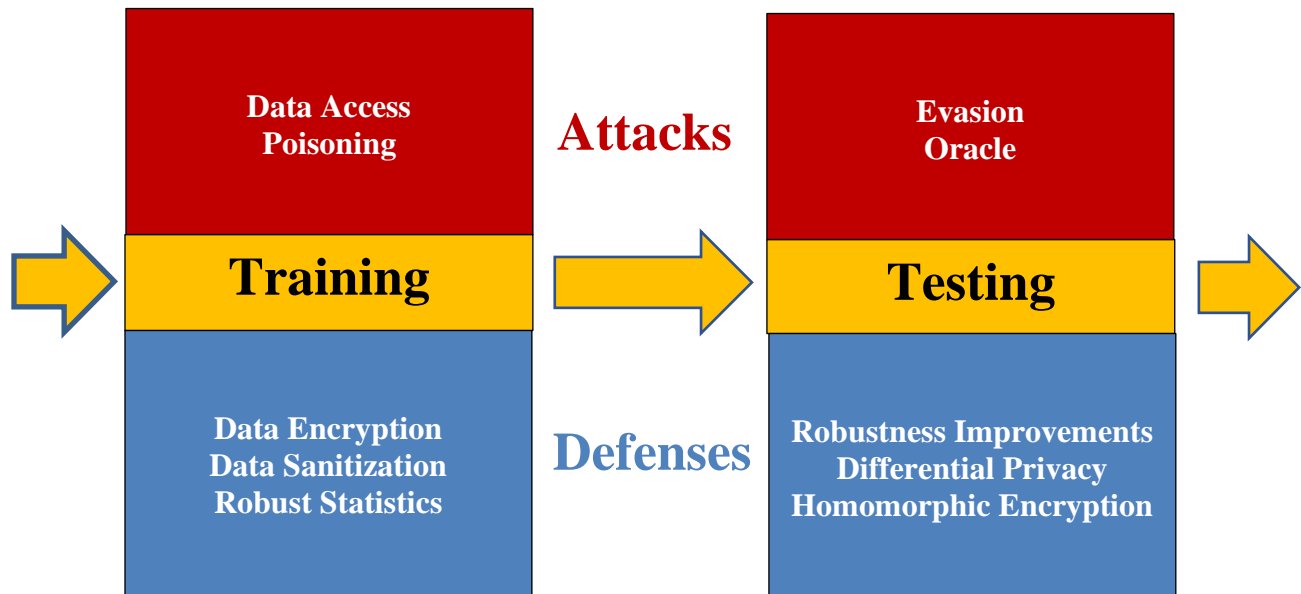 Data Access
Poisoning
Attacks
Evasion
Oracle
Training
Testing
Data Encryption
Data Sanitization
Robust Statistics
Defenses
Robustness Improvements
Differential Privacy
Homomorphic Encryption